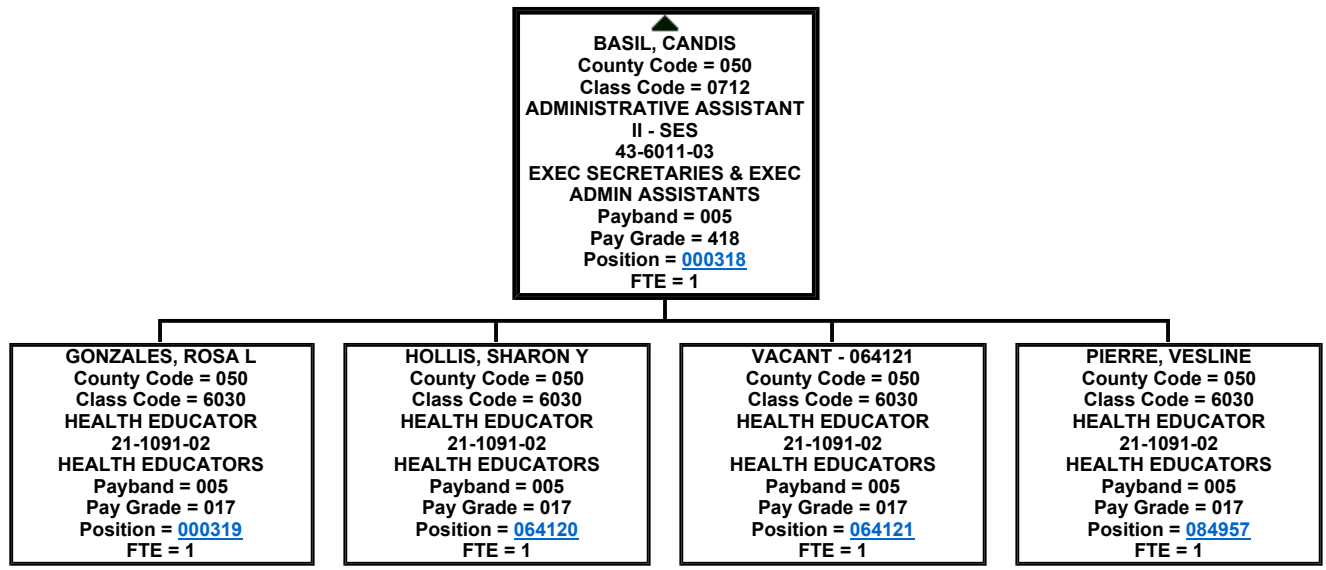 BASIL, CANDIS
County Code = 050
Class Code = 0712
ADMINISTRATIVE ASSISTANT
II - SES
43-6011-03
EXEC SECRETARIES & EXEC
ADMIN ASSISTANTS
Payband = 005
Pay Grade = 418
Position = 000318
FTE = 1
GONZALES, ROSA L
County Code = 050
Class Code = 6030
HEALTH EDUCATOR
21-1091-02
HEALTH EDUCATORS
Payband = 005
Pay Grade = 017
Position = 000319
FTE = 1
HOLLIS, SHARON Y
County Code = 050
Class Code = 6030
HEALTH EDUCATOR
21-1091-02
HEALTH EDUCATORS
Payband = 005
Pay Grade = 017
Position = 064120
FTE = 1
VACANT - 064121
County Code = 050
Class Code = 6030
HEALTH EDUCATOR
21-1091-02
HEALTH EDUCATORS
Payband = 005
Pay Grade = 017
Position = 064121
FTE = 1
PIERRE, VESLINE
County Code = 050
Class Code = 6030
HEALTH EDUCATOR
21-1091-02
HEALTH EDUCATORS
Payband = 005
Pay Grade = 017
Position = 084957
FTE = 1